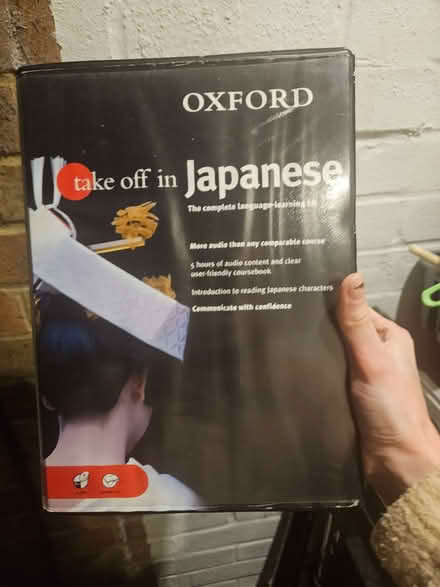 OXFORD
take off in Japanese
The complete language-learning kit
More audio than any comparable course
5 hours of audio content and clear
user-friendly coursebook
Introduction to reading Japanese characters
Communicate with confidence